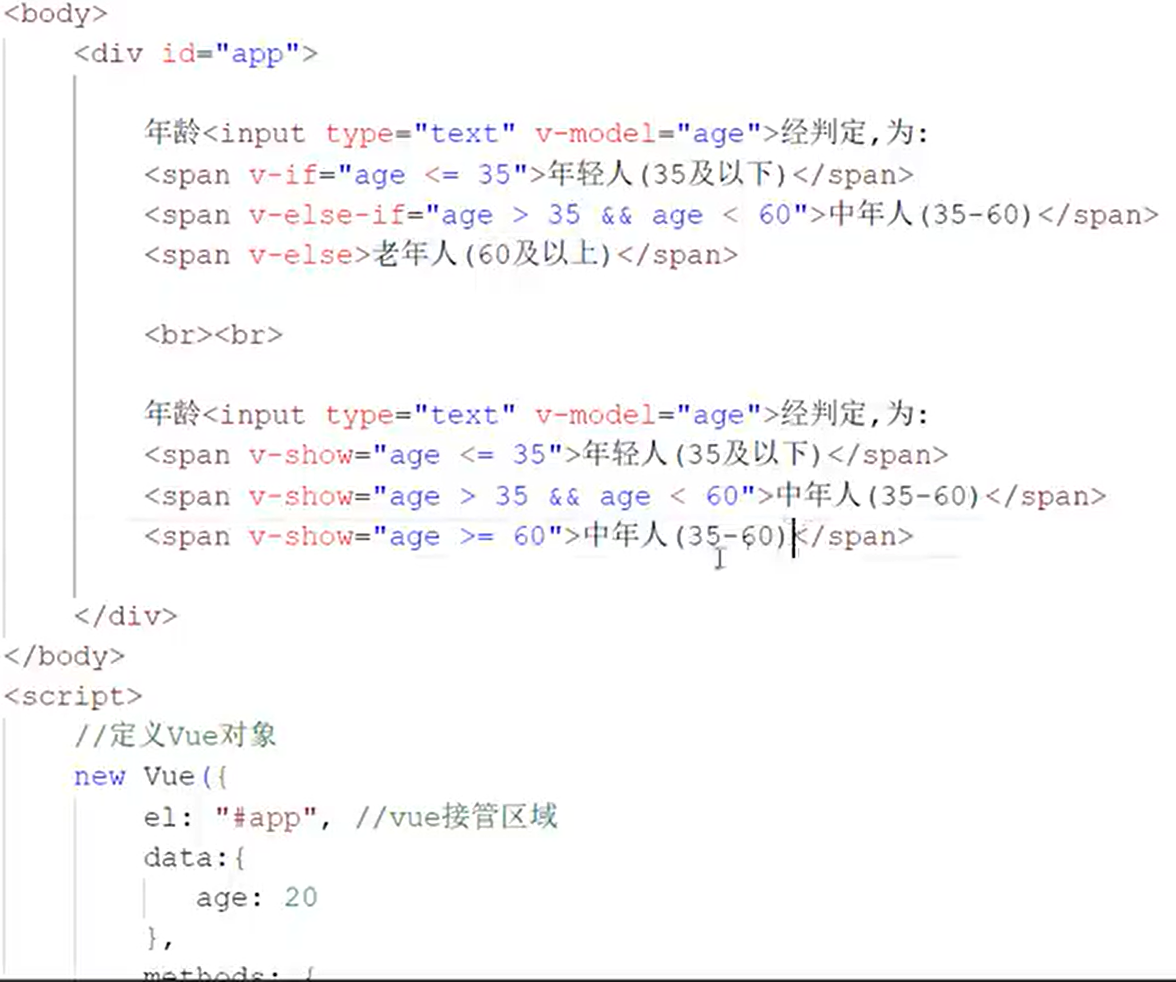 <body>
<div id="app">
年龄<input type="text" v-model="age">经判定,为:
<span v-if="age <= 35">年轻人(35及以下)</span>
<span v-else-if="age > 35 && age < 60">中年人(35-60)</span>
<span v-else>老年人(60及以上)</span>
<br><br>
年龄<input type="text" v-model="age">经判定,为:
<span v-show="age <= 35">年轻人(35及以下)</span>
<span v-show="age > 35 && age < 60">中年人(35-60)</span>
<span v-show="age >= 60">中年人(35-60)</span>
</div>
</body>
<script>
//定义Vue对象
new Vue({
el: "#app", //vue接管区域
data:{
age: 20
},
methods: {